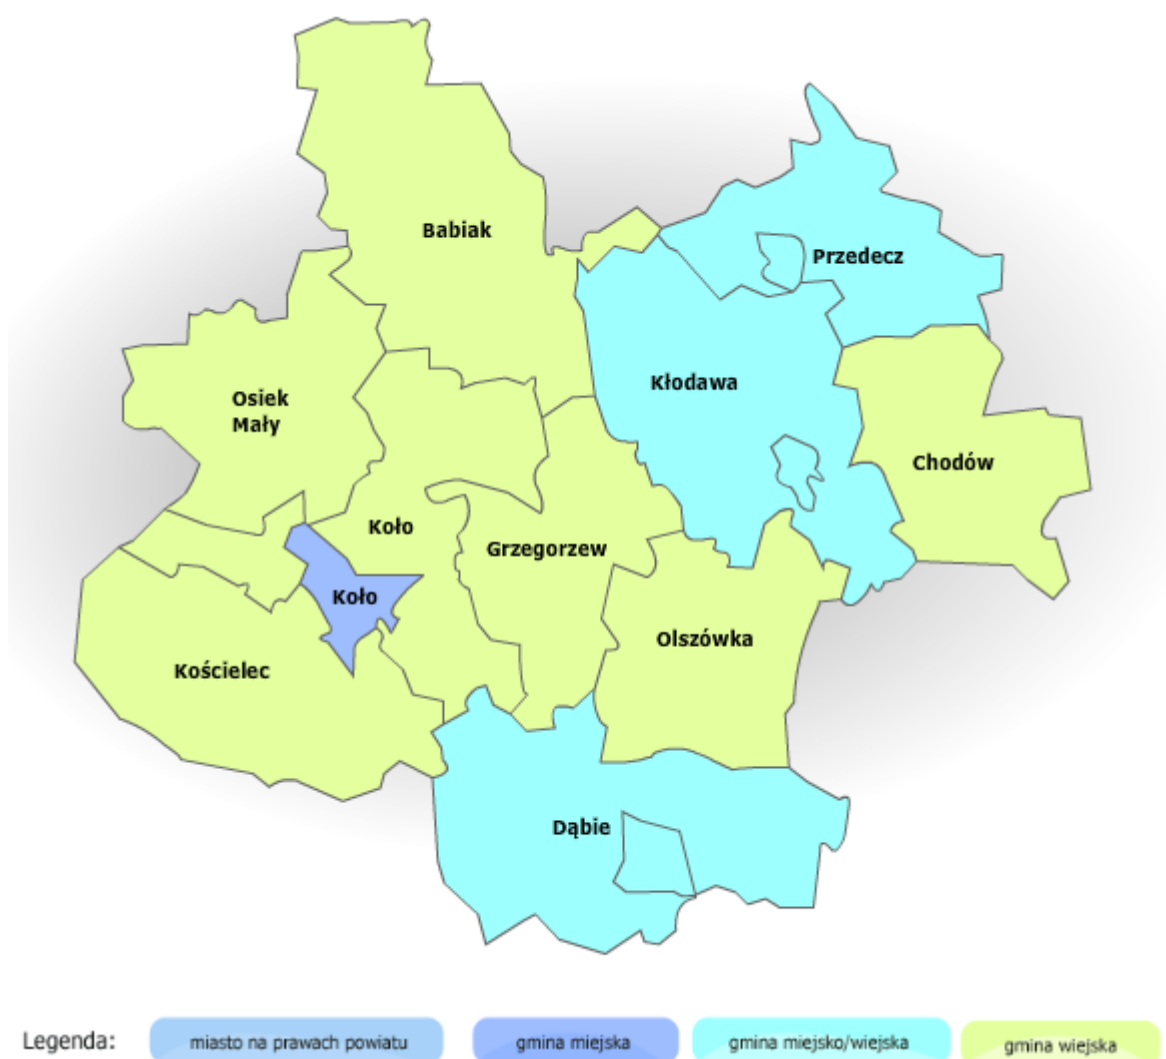 Babiak
Przedecz
Kłodawa
Osiek
Mały
Chodów
Koło
Grzegorzew
Koło
Olszówka
Kościelec
Dąbie
Legenda:
miasto na prawach powiatu
gmina miejska
gmina miejsko/wiejska
gmina wiejska